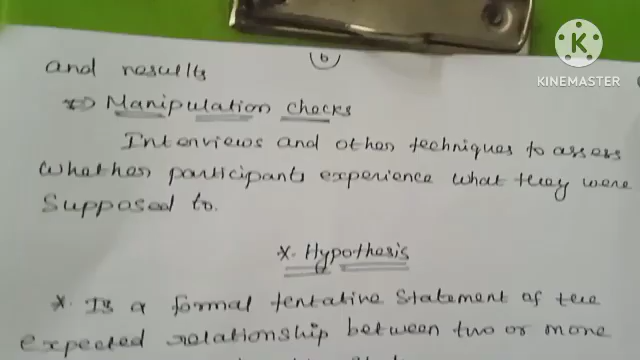 6
K
KINEMASTER
and results
*) Manipulation checks
Interviews and other techniques to assess
whether participants experience what they were
supposed to.
*. Hypothesis
*. Is a formal tentative statement of the
expected relationship between two or more